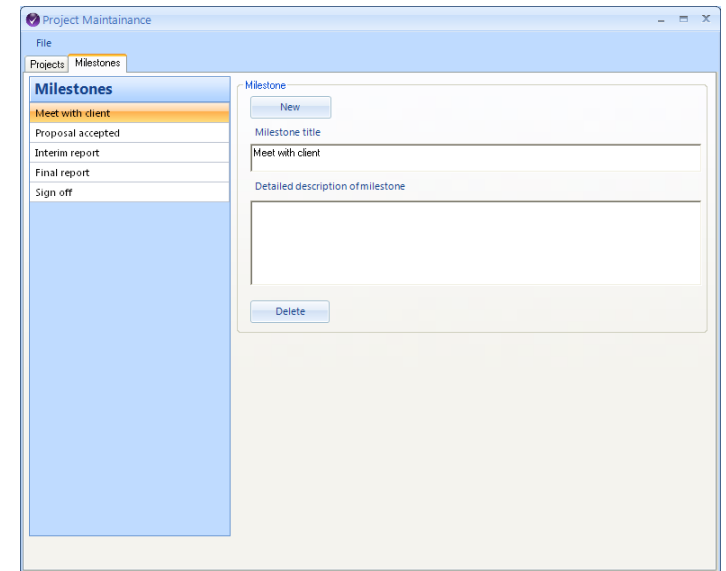 Project Maintainance
File
Projects Milestones
Milestones
Meet with client
Proposal accepted
Interim report
Final report
Sign off
Milestone
New
Milestone title
Meet with client
Detailed description of milestone
Delete